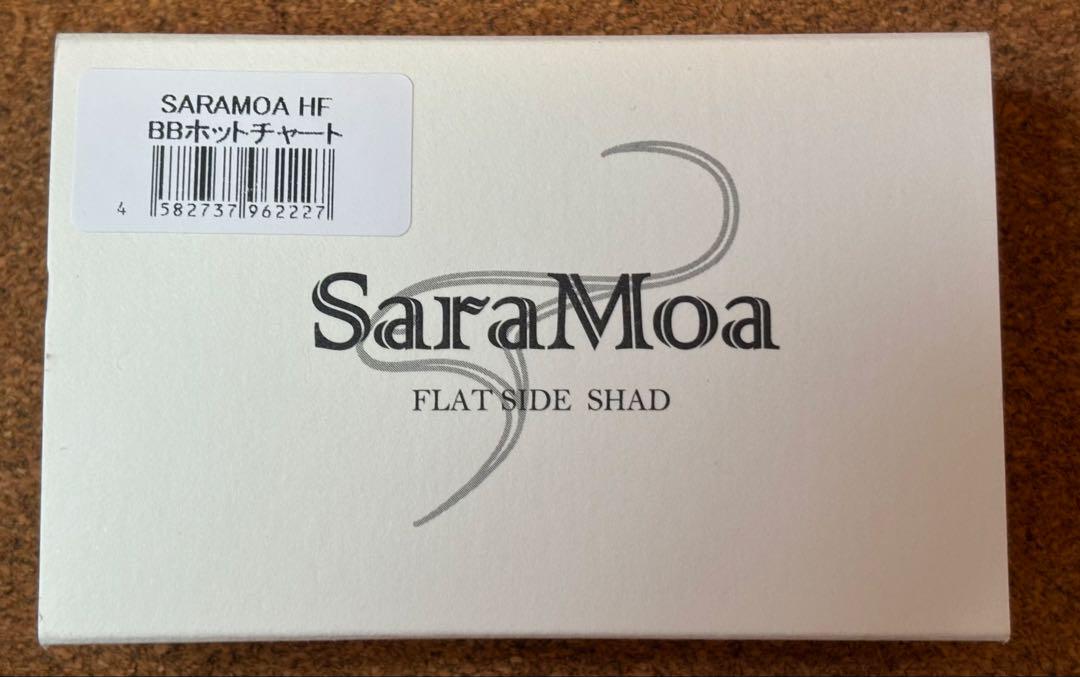 SARAMOA HF
BBホットチャート
4 582737 962227
SaraMoa
FLAT SIDE SHAD